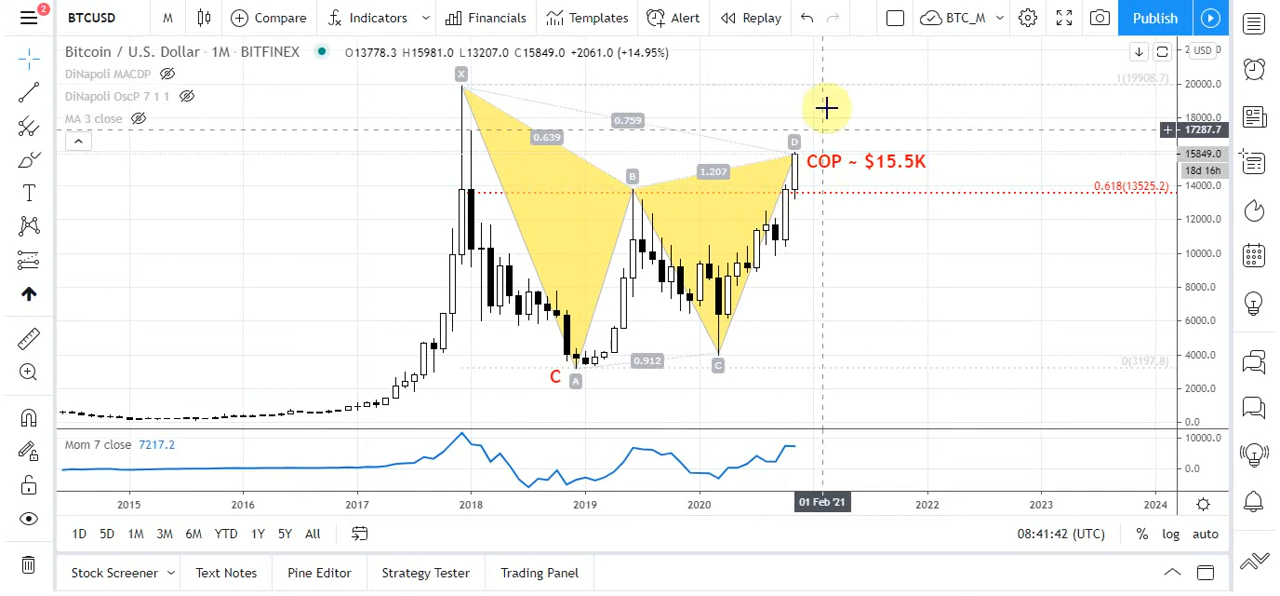 2
BTCUSD M Compare Indicators Financials Templates Alert Replay BTC_M Publish
Bitcoin / U.S. Dollar · 1M · BITFINEX O13778.3 H15981.0 L13207.0 C15849.0 +2061.0 (+14.95%)
USD
DiNapoli MACDP
DiNapoli OscP 7 1 1
MA 3 close
X
1(19908.7)
20000.0
18000.0
0.759
0.639
17287.7
D
COP ~ $15.5K
15849.0
18d 16h
1.207
B
0.618(13525.2)
14000.0
12000.0
10000.0
8000.0
6000.0
4000.0
0.912
C
0(3197.8)
C
A
2000.0
0.0
Mom 7 close 7217.2
10000.0
0.0
2015 2016 2017 2018 2019 2020 01 Feb '21 2022 2023 2024
1D 5D 1M 3M 6M YTD 1Y 5Y All 08:41:42 (UTC) % log auto
Stock Screener Text Notes Pine Editor Strategy Tester Trading Panel